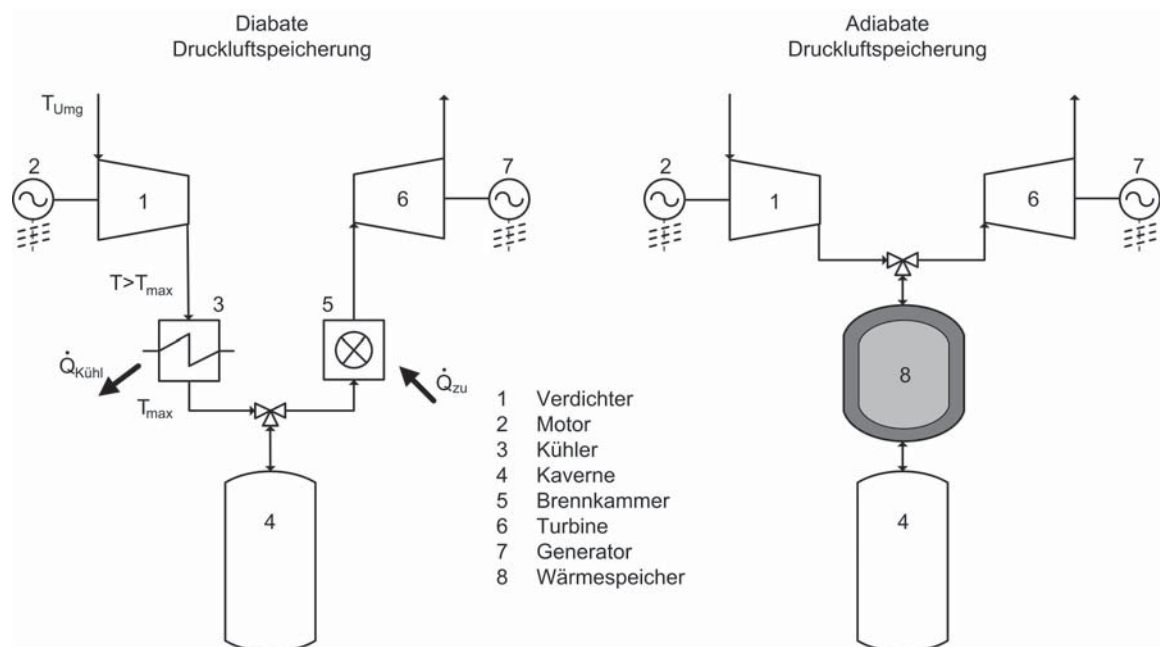 Diabate
Druckluftspeicherung
T_Umg
2
1
6
7
T>T_max
3
5
Q̇_Kühl
Q̇_zu
T_max
4
1 Verdichter
2 Motor
3 Kühler
4 Kaverne
5 Brennkammer
6 Turbine
7 Generator
8 Wärmespeicher
Adiabate
Druckluftspeicherung
2
1
6
7
8
4